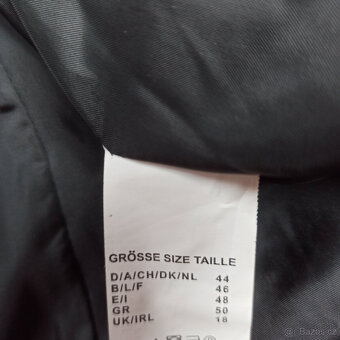 GRÖSSE SIZE TAILLE
D/A/CH/DK/NL 44
B/L/F 46
E/I 48
GR 50
UK/IRL 18